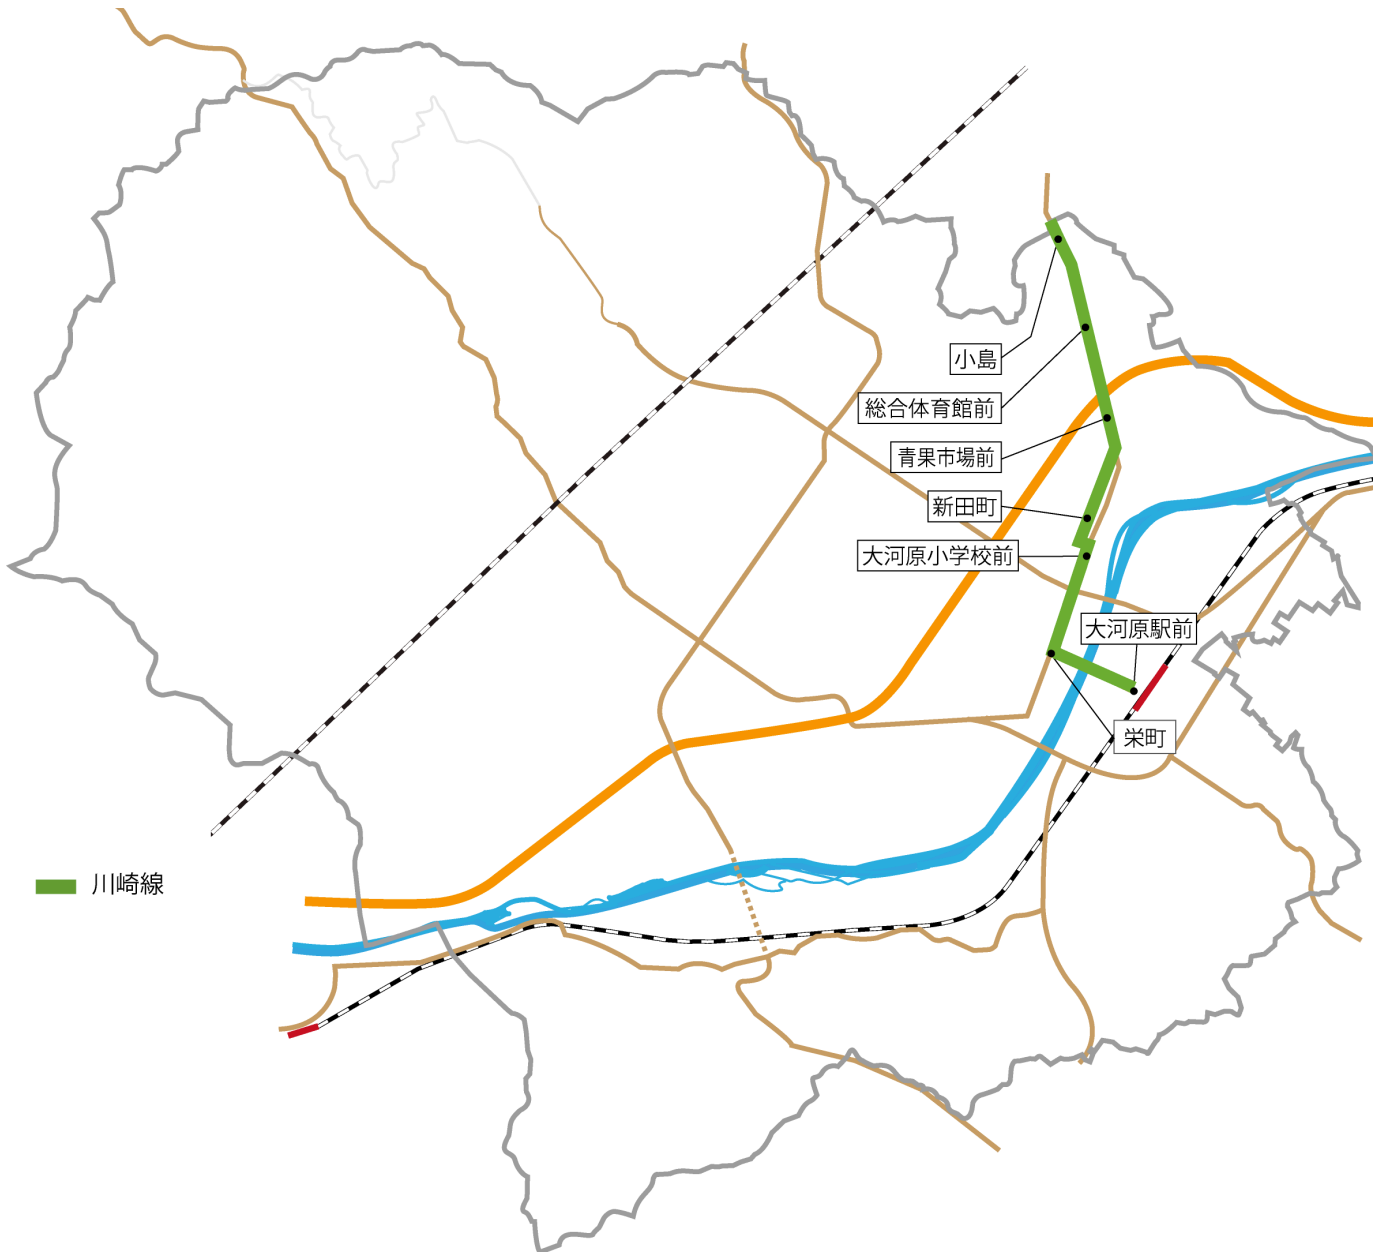 小島
総合体育館前
青果市場前
新田町
大河原小学校前
大河原駅前
栄町
川崎線